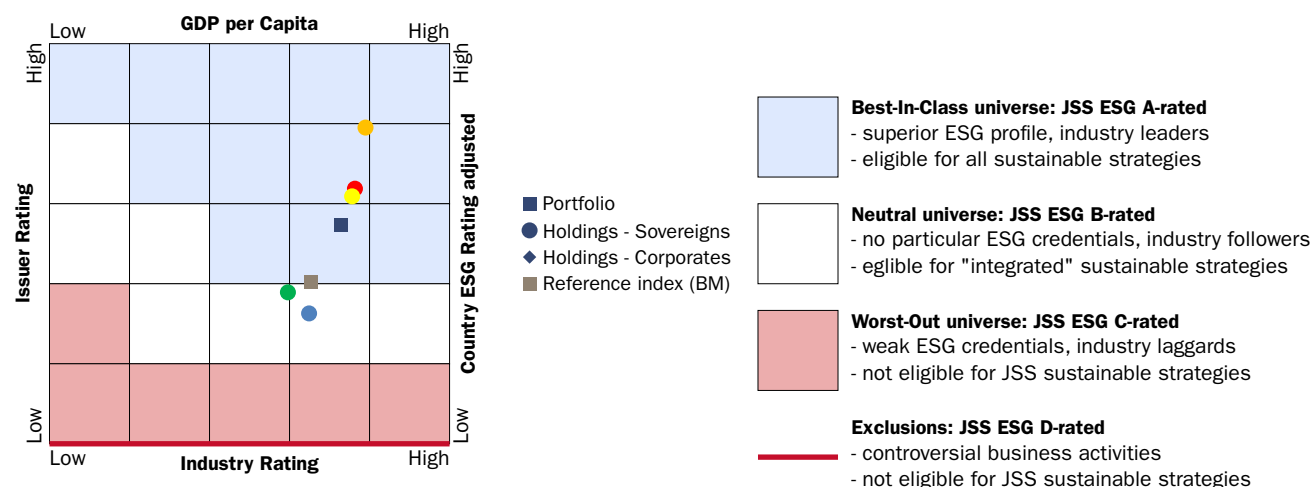 GDP per Capita
Low
High
High
High
Issuer Rating
Country ESG Rating adjusted
Low
Low
Low
High
Industry Rating
Portfolio
Holdings - Sovereigns
Holdings - Corporates
Reference index (BM)
Best-In-Class universe: JSS ESG A-rated
- superior ESG profile, industry leaders
- eligible for all sustainable strategies
Neutral universe: JSS ESG B-rated
- no particular ESG credentials, industry followers
- eglible for "integrated" sustainable strategies
Worst-Out universe: JSS ESG C-rated
- weak ESG credentials, industry laggards
- not eligible for JSS sustainable strategies
Exclusions: JSS ESG D-rated
- controversial business activities
- not eligible for JSS sustainable strategies